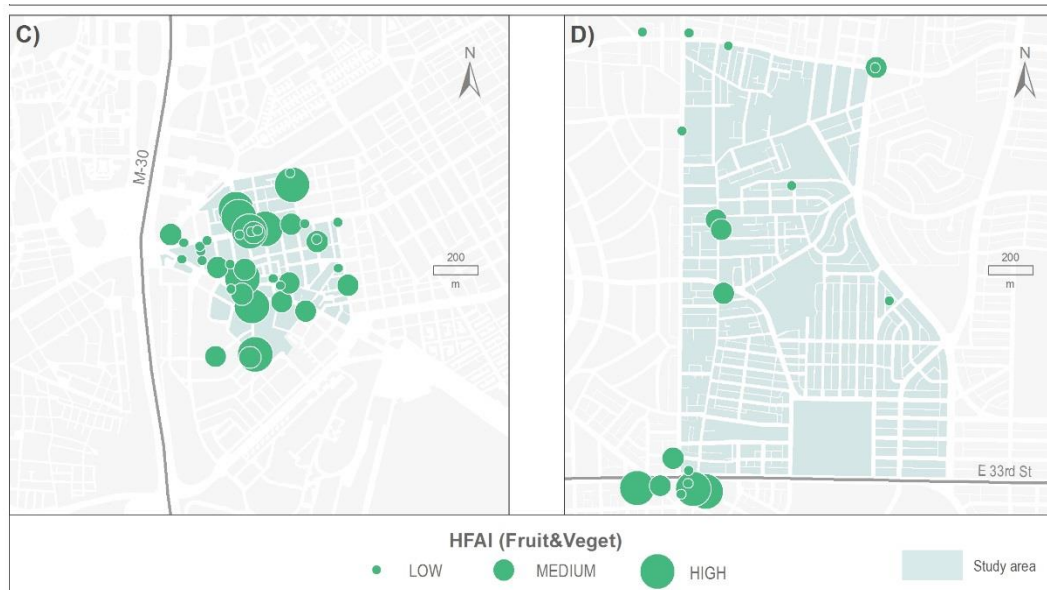 C)
N
M-30
200
m
D)
N
200
m
E 33rd St
HFAI (Fruit&Veget)
LOW
MEDIUM
HIGH
Study area